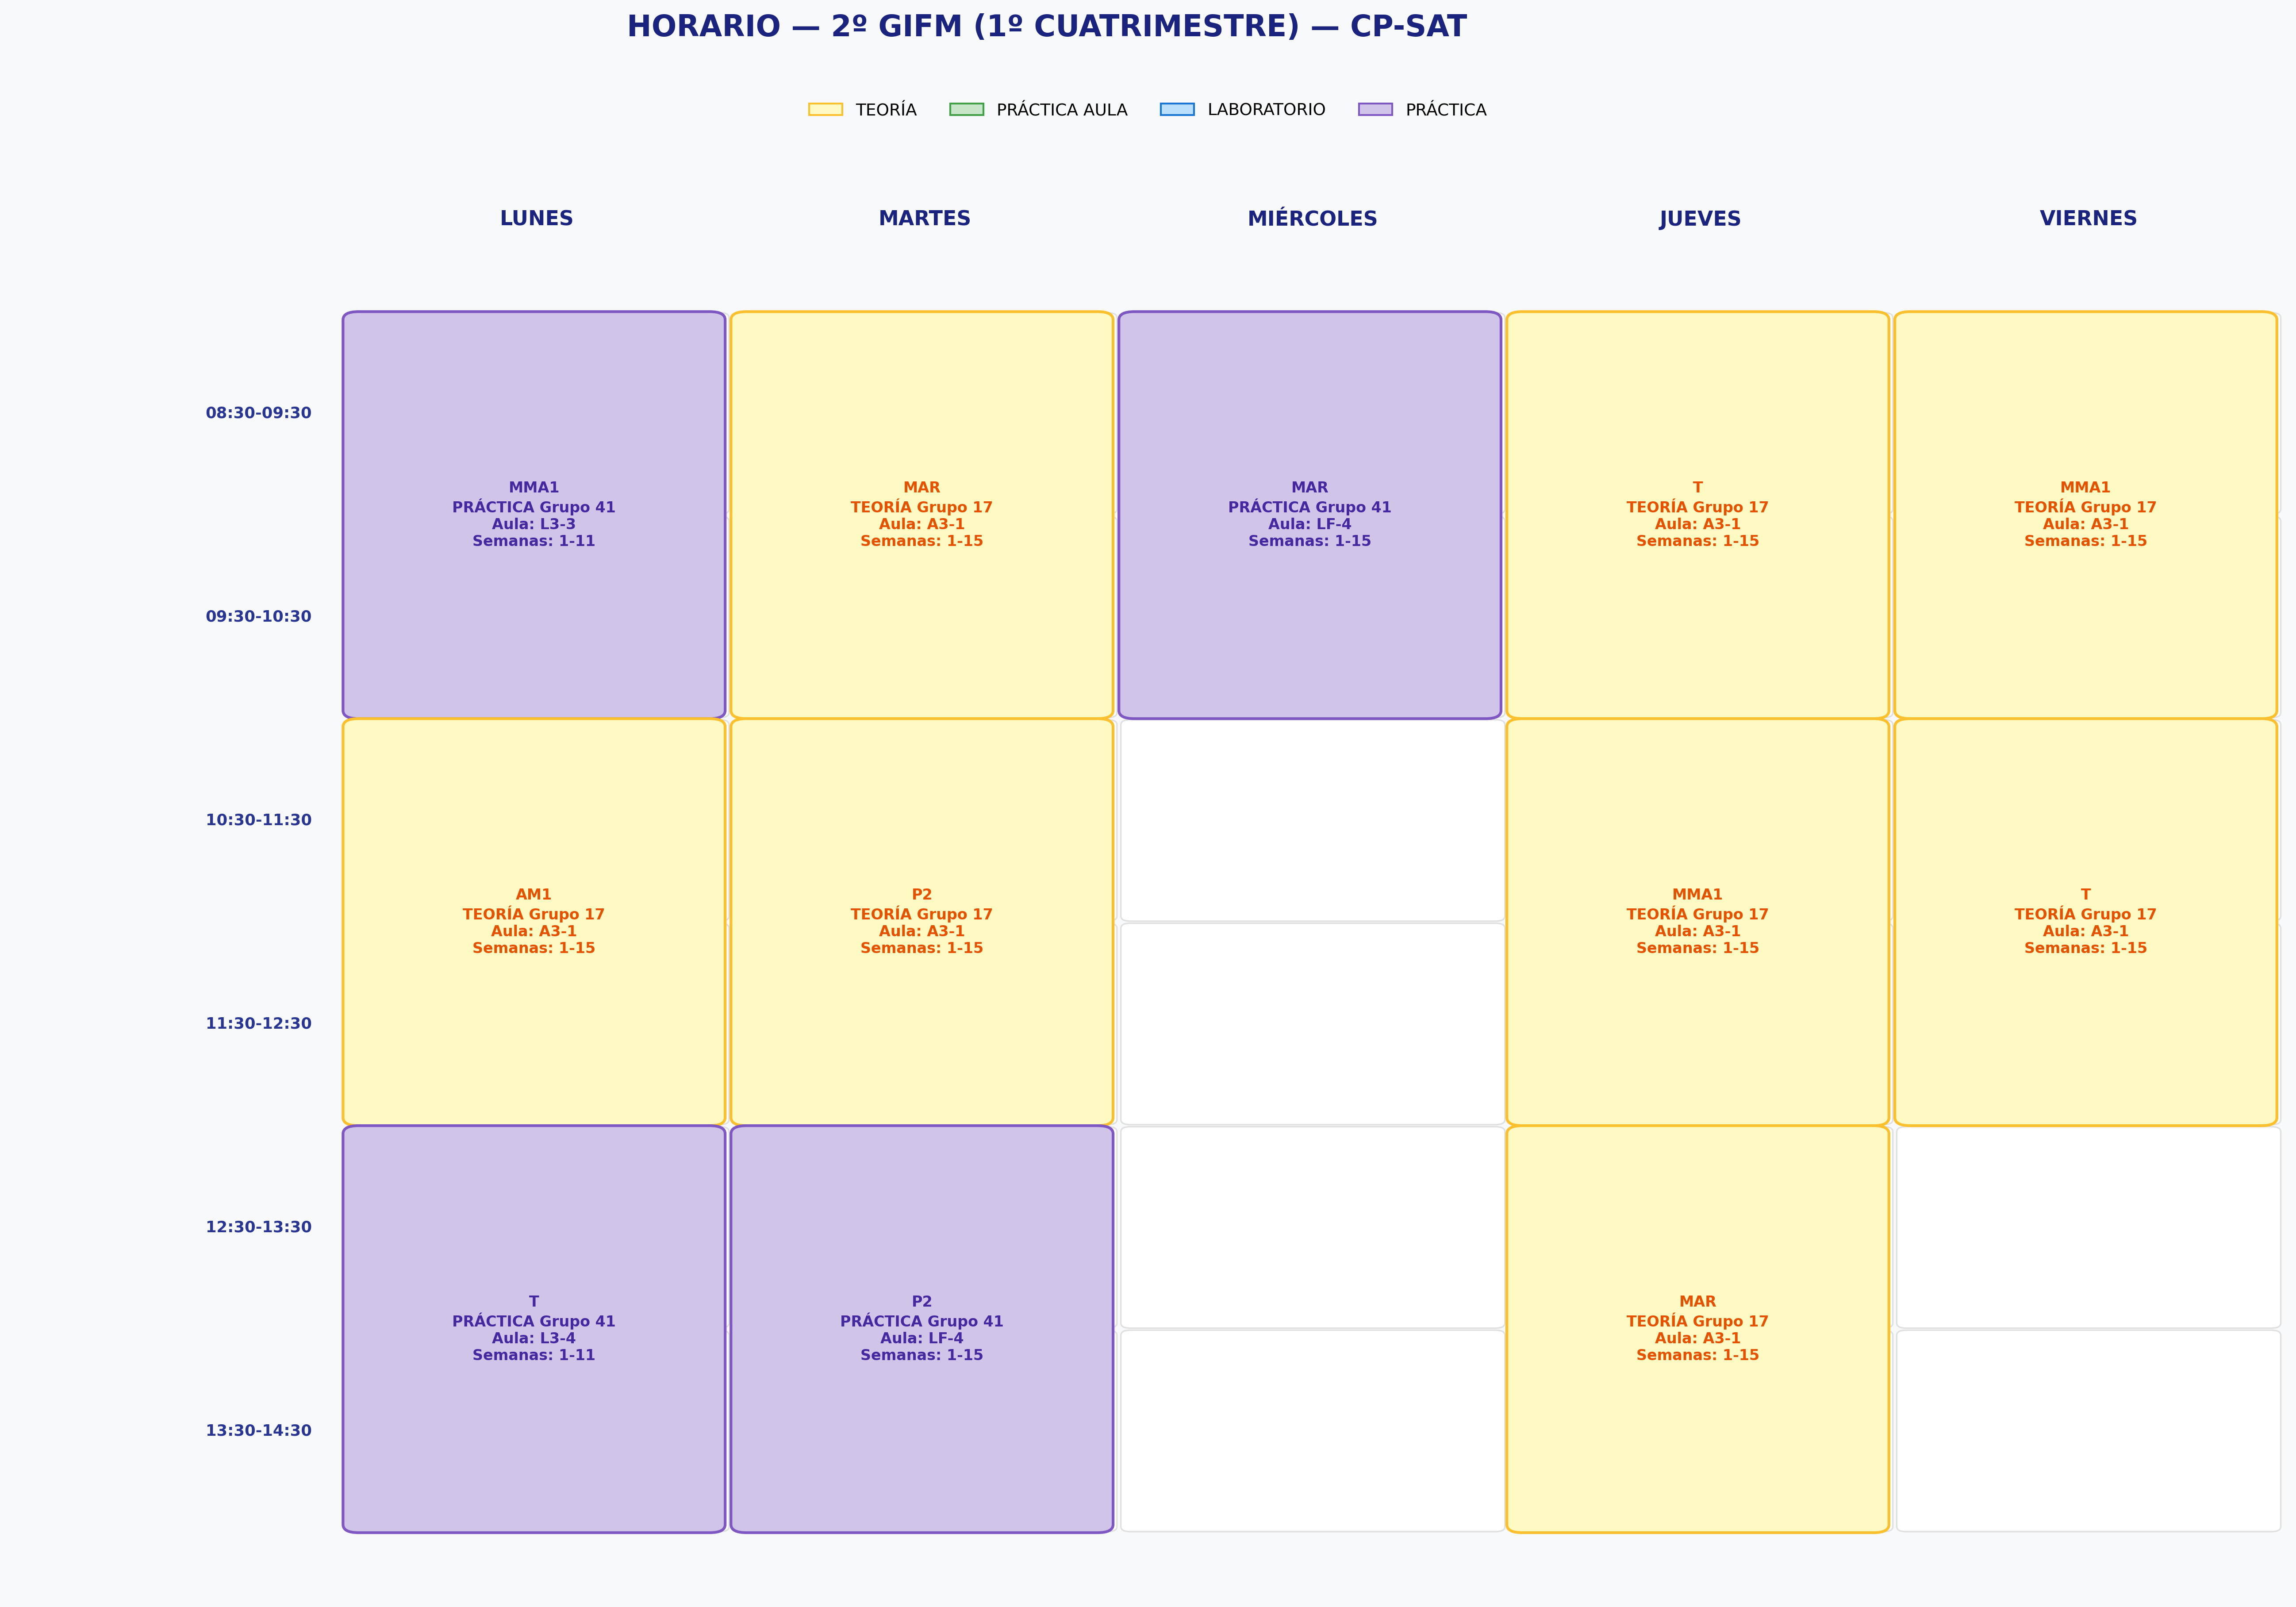 HORARIO — 2º GIFM (1º CUATRIMESTRE) — CP-SAT
TEORÍA
PRÁCTICA AULA
LABORATORIO
PRÁCTICA
LUNES
MARTES
MIÉRCOLES
JUEVES
VIERNES
08:30-09:30
MMA1
PRÁCTICA Grupo 41
Aula: L3-3
Semanas: 1-11
MAR
TEORÍA Grupo 17
Aula: A3-1
Semanas: 1-15
MAR
PRÁCTICA Grupo 41
Aula: LF-4
Semanas: 1-15
T
TEORÍA Grupo 17
Aula: A3-1
Semanas: 1-15
MMA1
TEORÍA Grupo 17
Aula: A3-1
Semanas: 1-15
09:30-10:30
10:30-11:30
AM1
TEORÍA Grupo 17
Aula: A3-1
Semanas: 1-15
P2
TEORÍA Grupo 17
Aula: A3-1
Semanas: 1-15
MMA1
TEORÍA Grupo 17
Aula: A3-1
Semanas: 1-15
T
TEORÍA Grupo 17
Aula: A3-1
Semanas: 1-15
11:30-12:30
12:30-13:30
T
PRÁCTICA Grupo 41
Aula: L3-4
Semanas: 1-11
P2
PRÁCTICA Grupo 41
Aula: LF-4
Semanas: 1-15
MAR
TEORÍA Grupo 17
Aula: A3-1
Semanas: 1-15
13:30-14:30